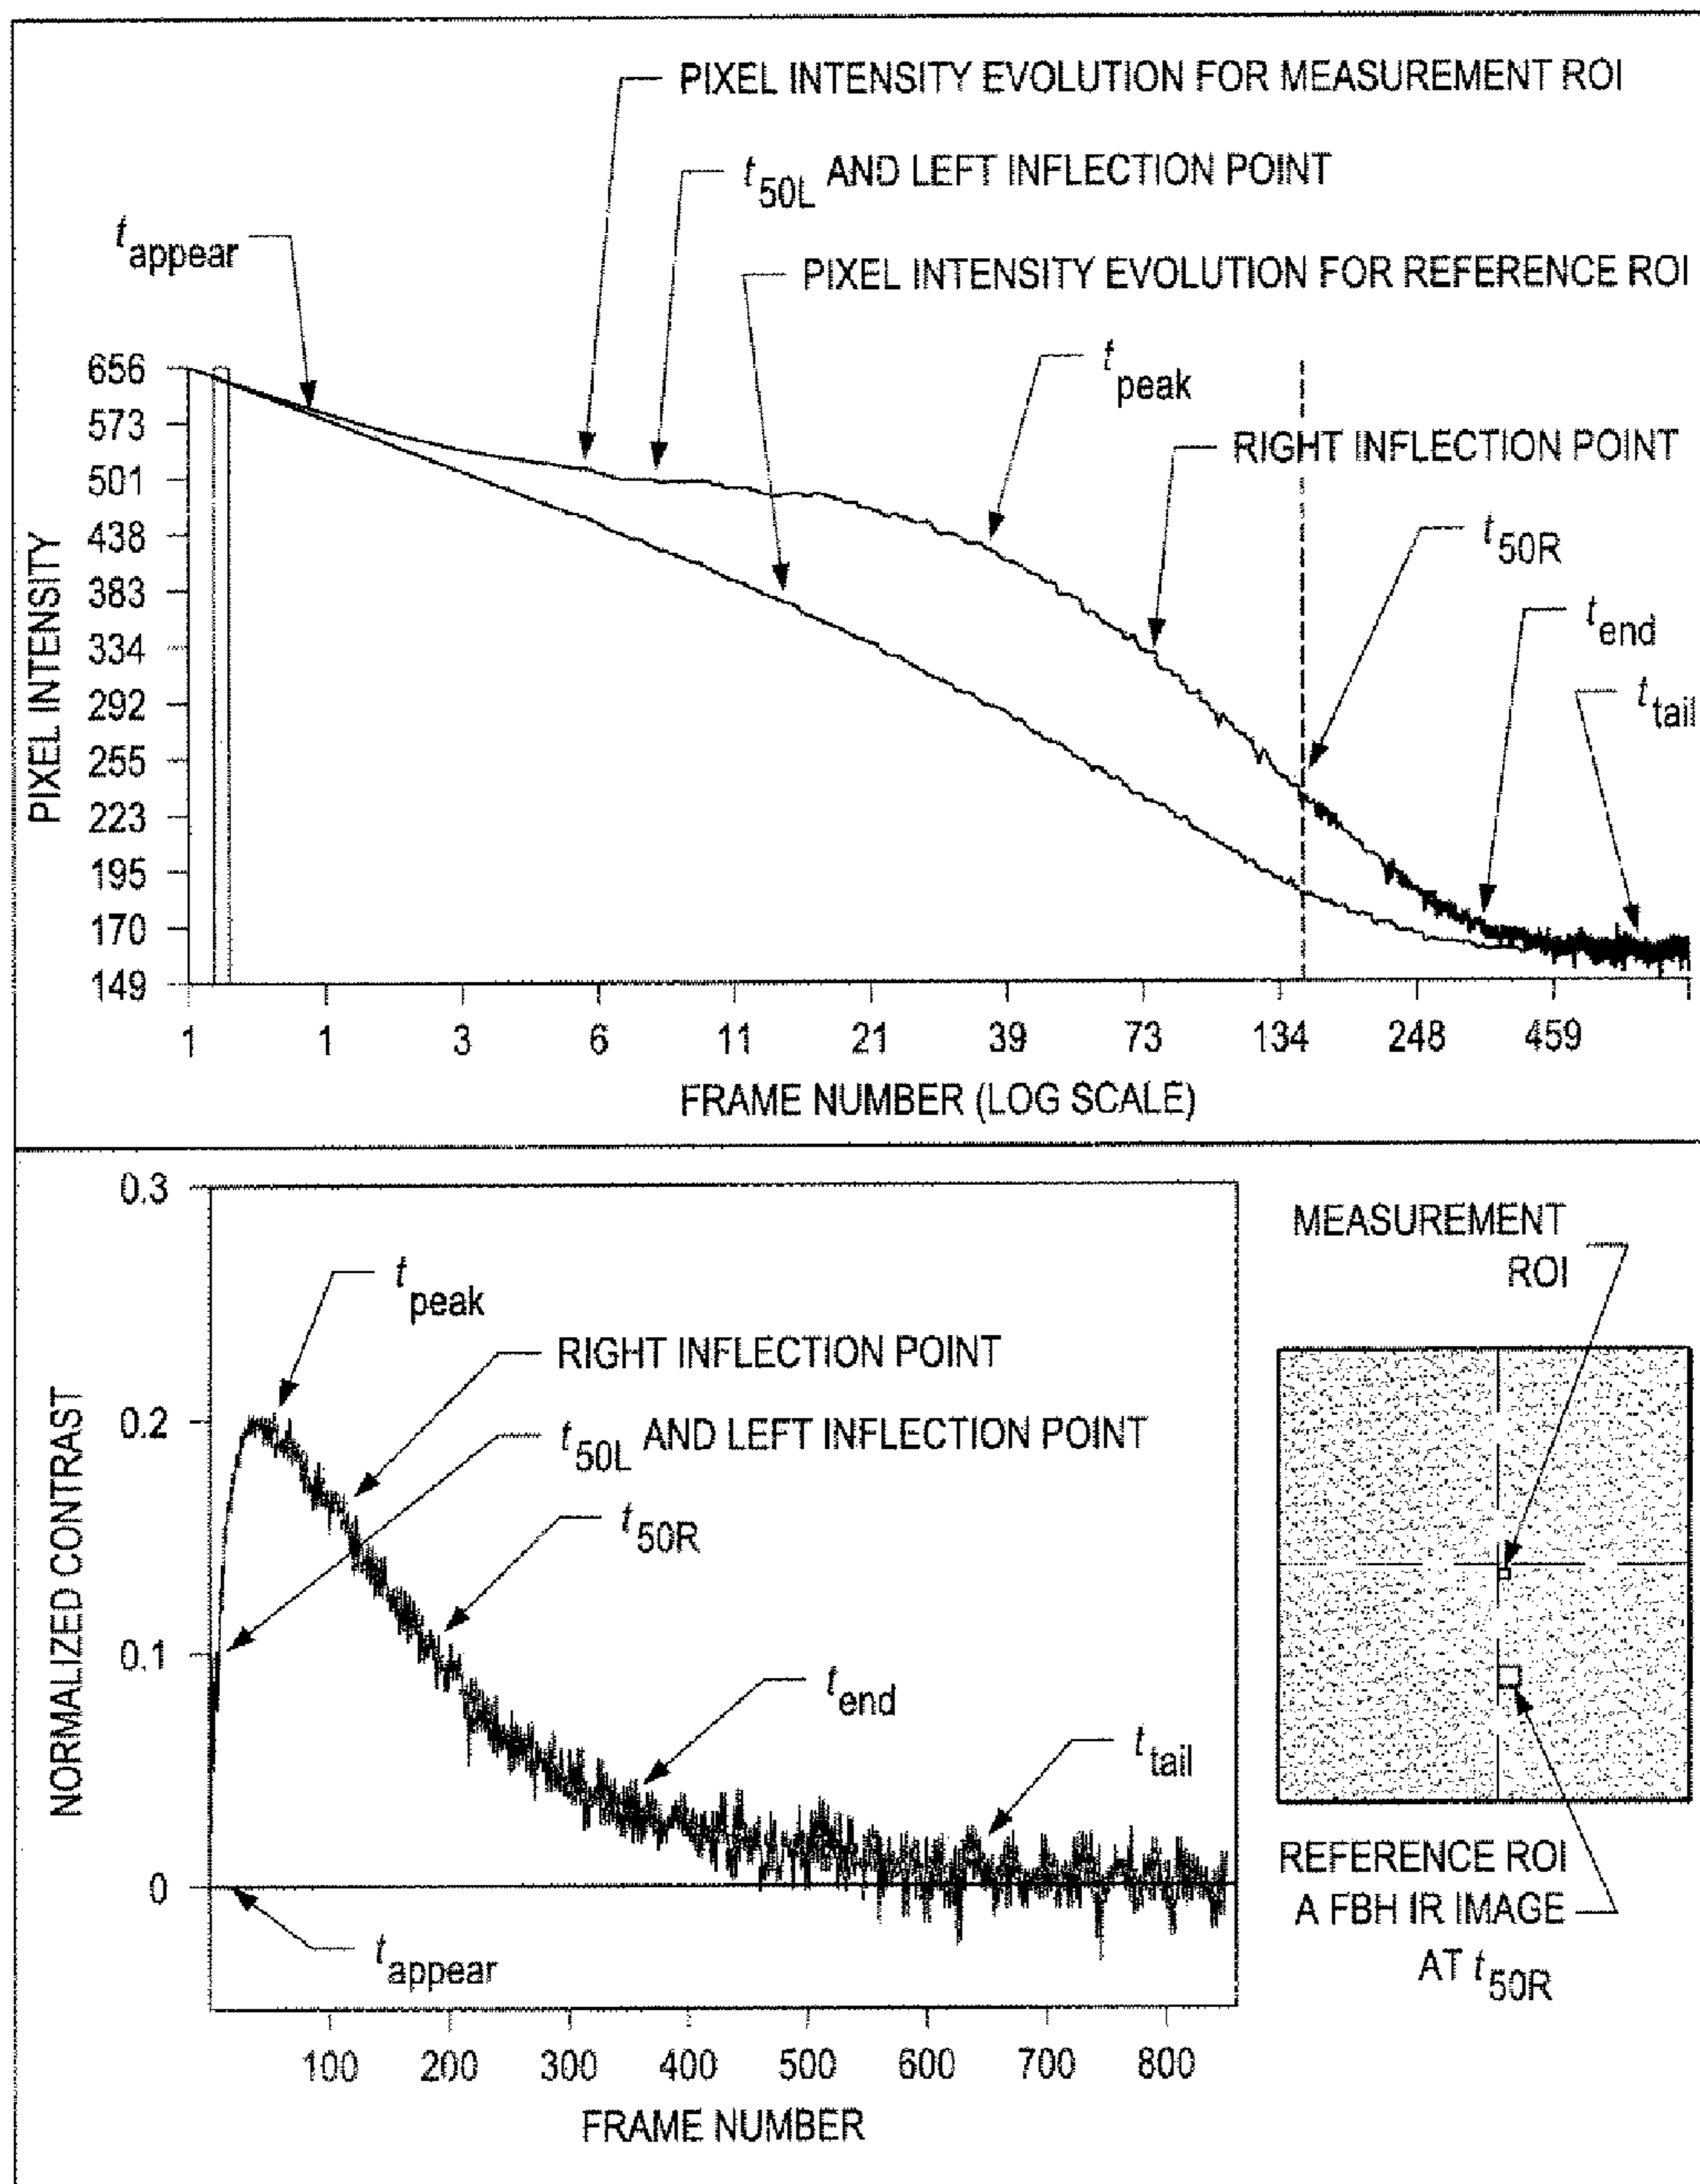 PIXEL INTENSITY EVOLUTION FOR MEASUREMENT ROI
t50L AND LEFT INFLECTION POINT
tappear
PIXEL INTENSITY EVOLUTION FOR REFERENCE ROI
tpeak
RIGHT INFLECTION POINT
t50R
tend
ttail
PIXEL INTENSITY
656
573
501
438
383
334
292
255
223
195
170
149
1 1 3 6 11 21 39 73 134 248 459
FRAME NUMBER (LOG SCALE)
NORMALIZED CONTRAST
0.3
0.2
0.1
0
tpeak
RIGHT INFLECTION POINT
t50L AND LEFT INFLECTION POINT
t50R
tend
ttail
tappear
100 200 300 400 500 600 700 800
FRAME NUMBER
MEASUREMENT
ROI
REFERENCE ROI
A FBH IR IMAGE
AT t50R